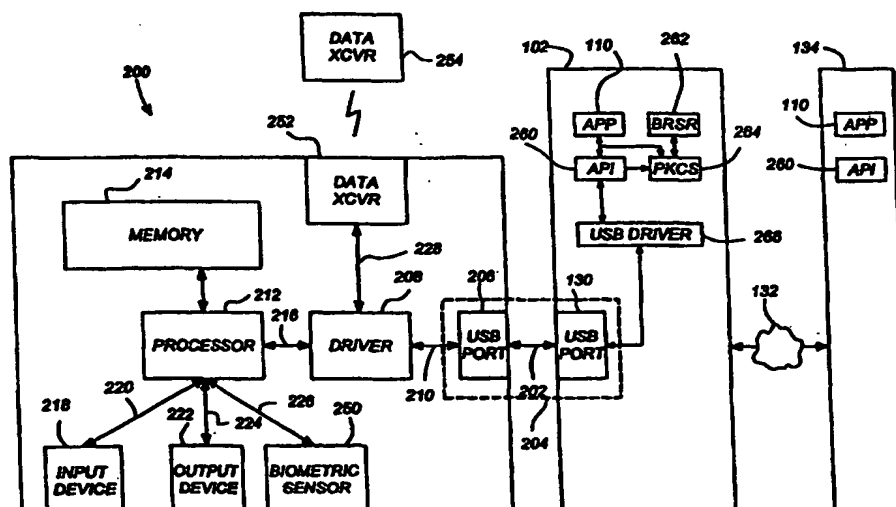 200
DATA
XCVR
254
252
102
110
262
134
APP
BRSR
260
264
API
PKCS
110
APP
260
API
214
MEMORY
DATA
XCVR
228
USB DRIVER
266
212
208
206
130
132
PROCESSOR
216
DRIVER
USB
PORT
USB
PORT
210
202
204
220
226
218
222
224
250
INPUT
DEVICE
OUTPUT
DEVICE
BIOMETRIC
SENSOR